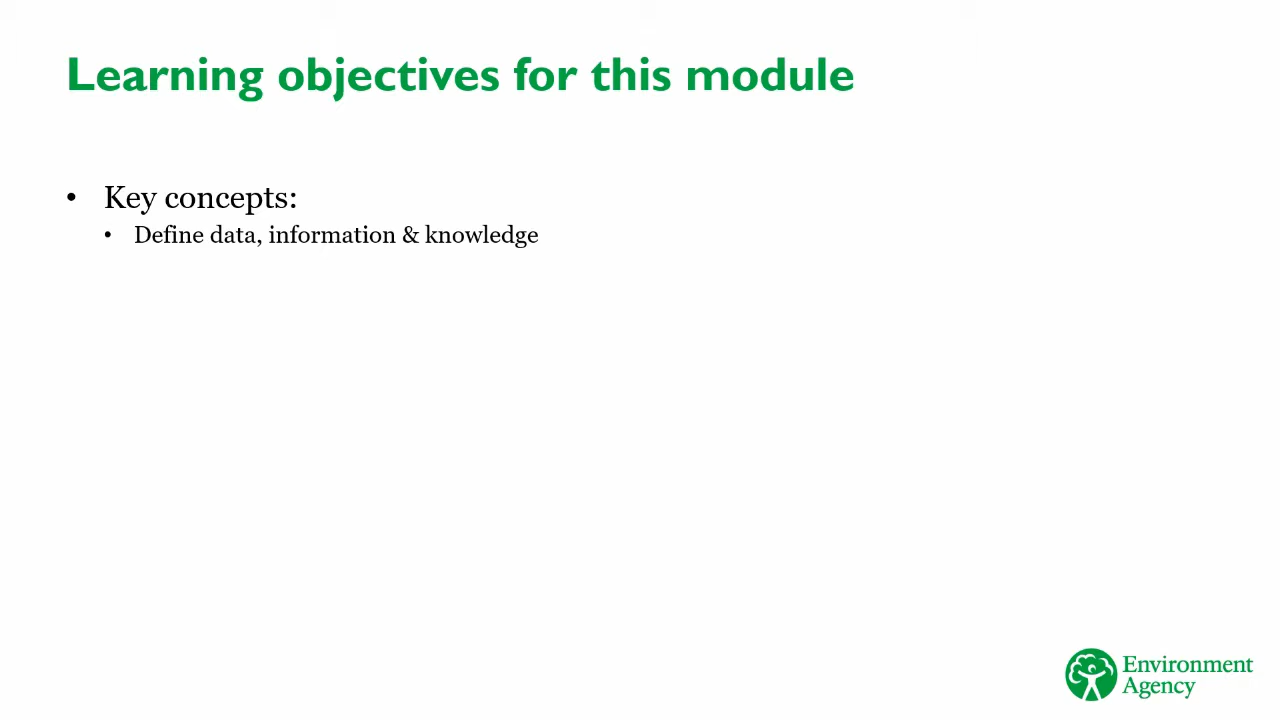 Learning objectives for this module
• Key concepts:
• Define data, information & knowledge
Environment
Agency